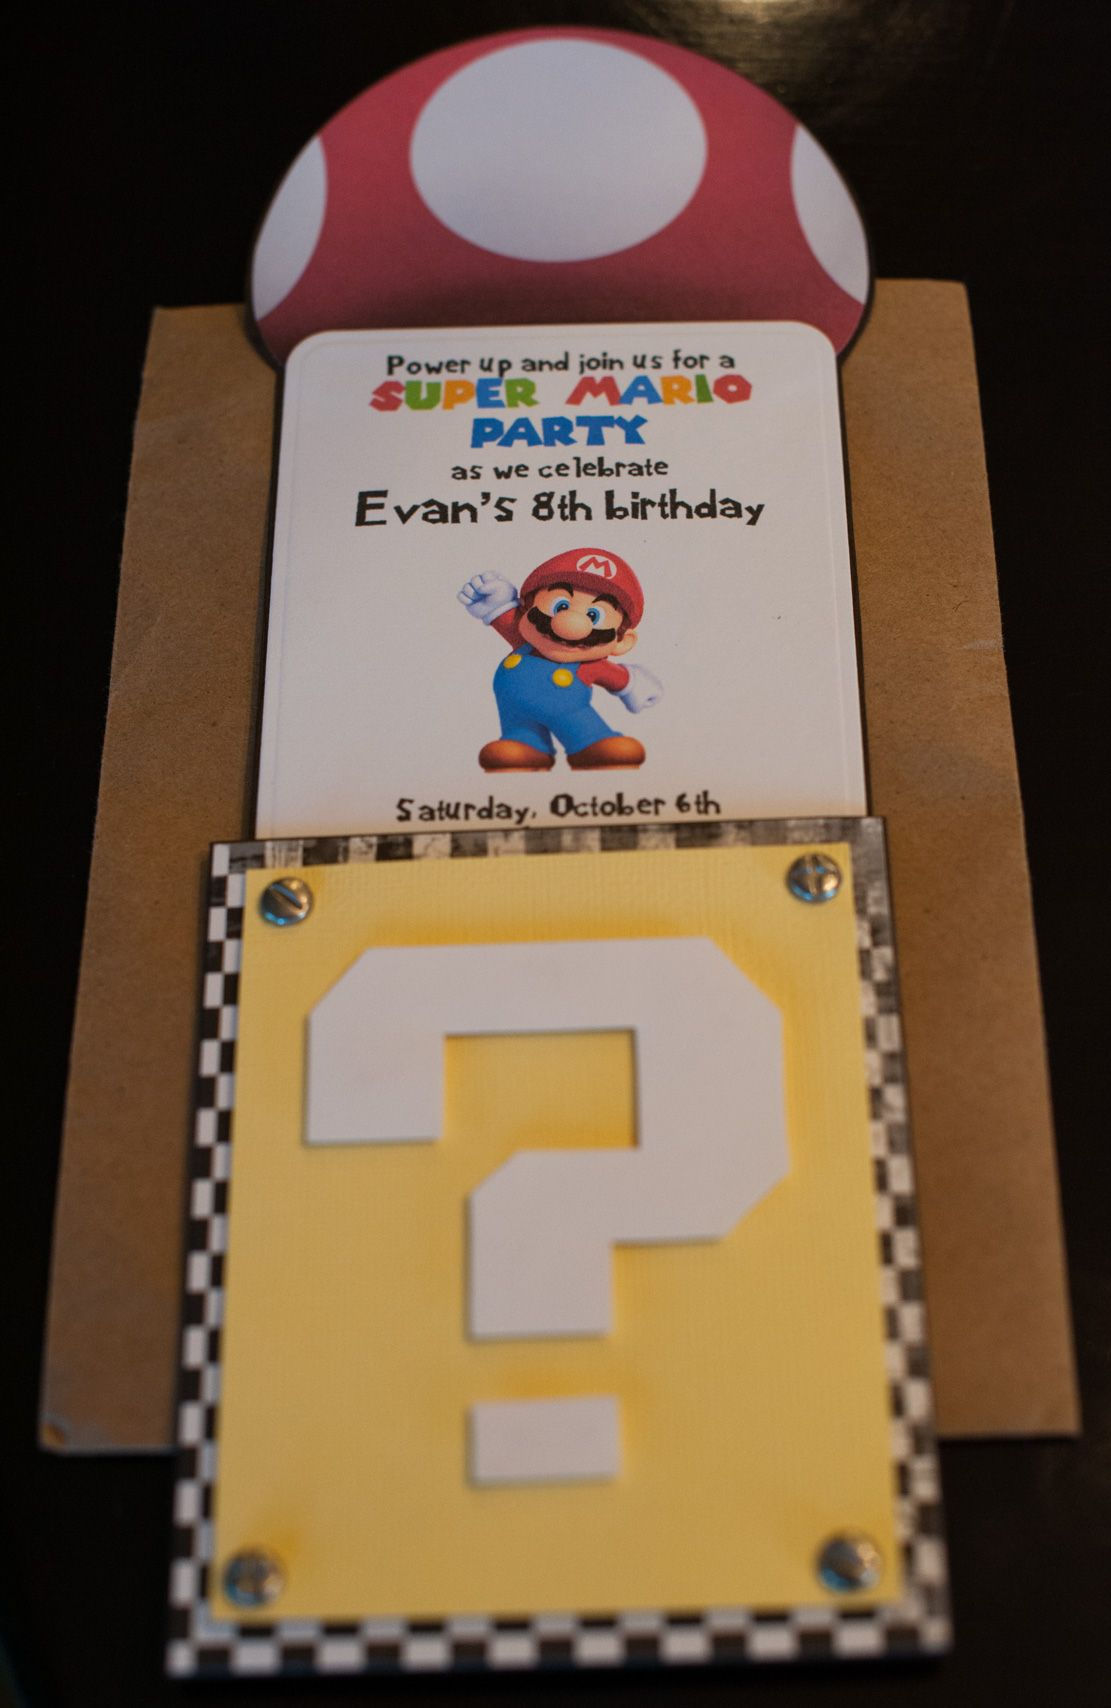 Power up and join us for a
SUPER MARIO
PARTY
as we celebrate
Evan's 8th birthday
M
Saturday, October 6th
?